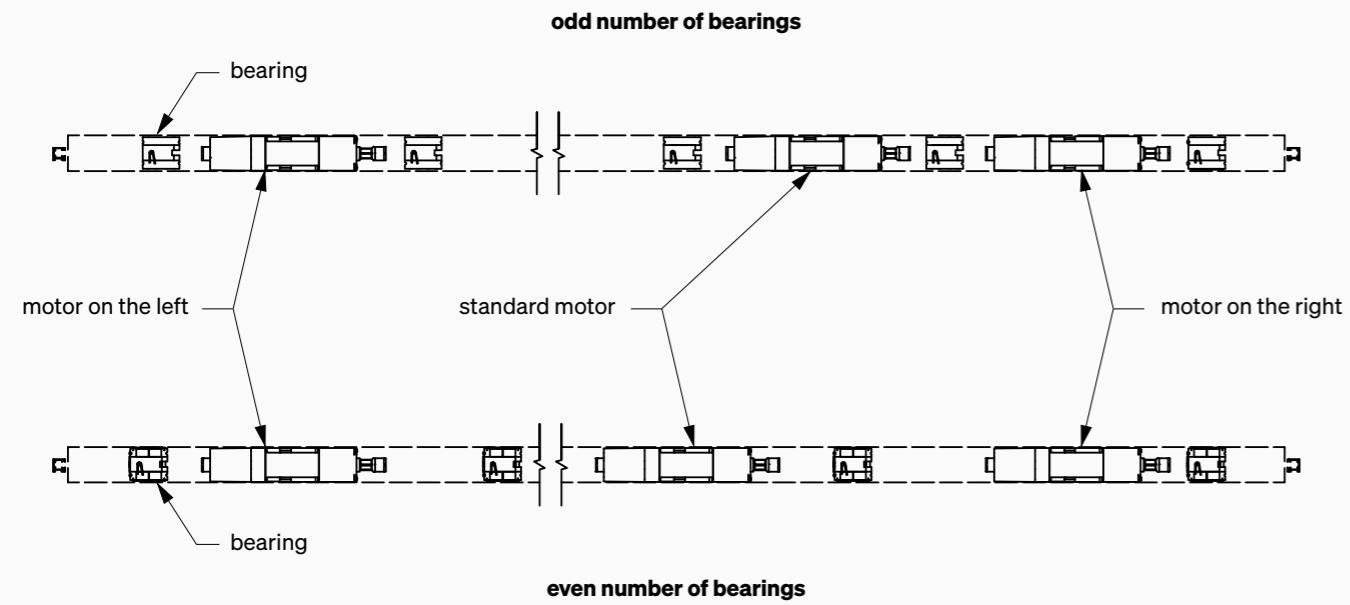 odd number of bearings
bearing
motor on the left
standard motor
motor on the right
bearing
even number of bearings